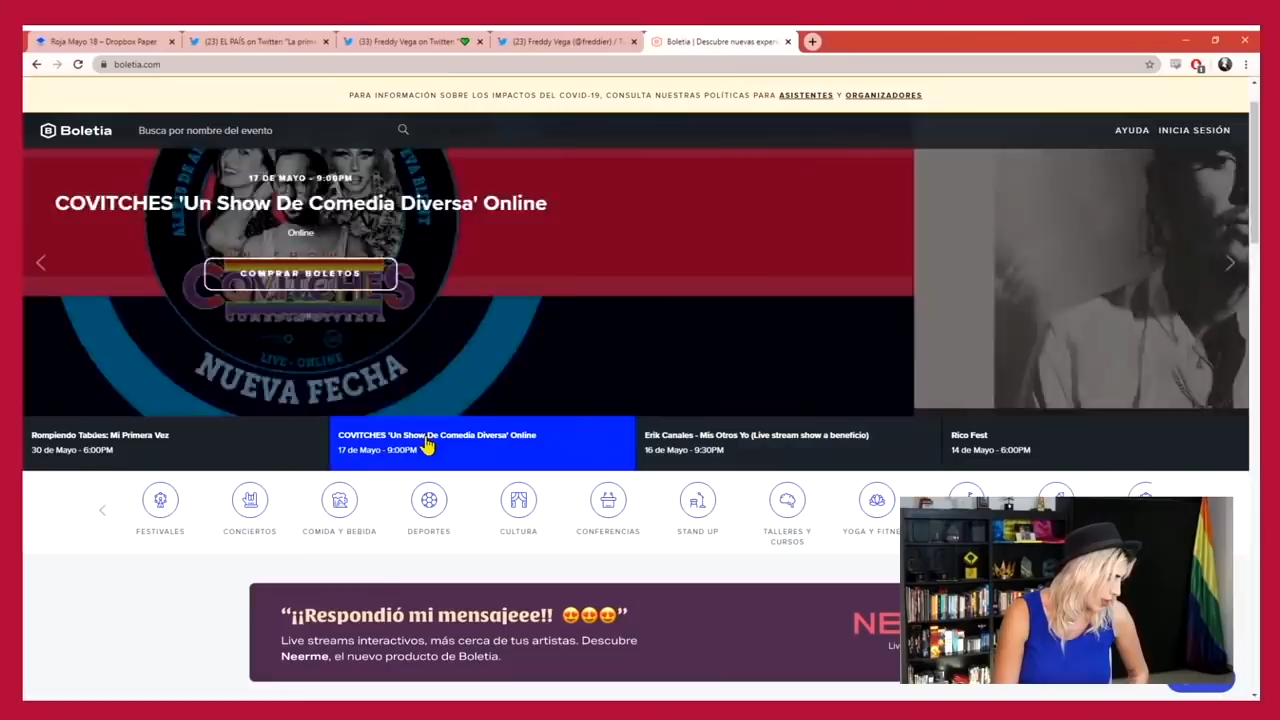 Roja Mayo 18 – Dropbox Paper
(23) EL PAÍS on Twitter: "La prim
(33) Freddy Vega on Twitter: "💚
(23) Freddy Vega (@freddier) / T
Boletia | Descubre nuevas exper
boletia.com
PARA INFORMACIÓN SOBRE LOS IMPACTOS DEL COVID-19, CONSULTA NUESTRAS POLÍTICAS PARA ASISTENTES Y ORGANIZADORES
Boletia
Busca por nombre del evento
AYUDA
INICIA SESIÓN
17 DE MAYO - 9:00PM
COVITCHES 'Un Show De Comedia Diversa' Online
Online
COMPRAR BOLETOS
COVITCHES
LIVE - ONLINE
NUEVA FECHA
Rompiendo Tabúes: Mi Primera Vez
30 de Mayo - 6:00PM
COVITCHES 'Un Show De Comedia Diversa' Online
17 de Mayo - 9:00PM
Erik Canales - Mis Otros Yo (Live stream show a beneficio)
16 de Mayo - 9:30PM
Rico Fest
14 de Mayo - 6:00PM
FESTIVALES
CONCIERTOS
COMIDA Y BEBIDA
DEPORTES
CULTURA
CONFERENCIAS
STAND UP
TALLERES Y
CURSOS
YOGA Y FITNE
“¡¡Respondió mi mensajeee!! 😍😍😍”
Live streams interactivos, más cerca de tus artistas. Descubre
Neerme, el nuevo producto de Boletia.
NE
Liv